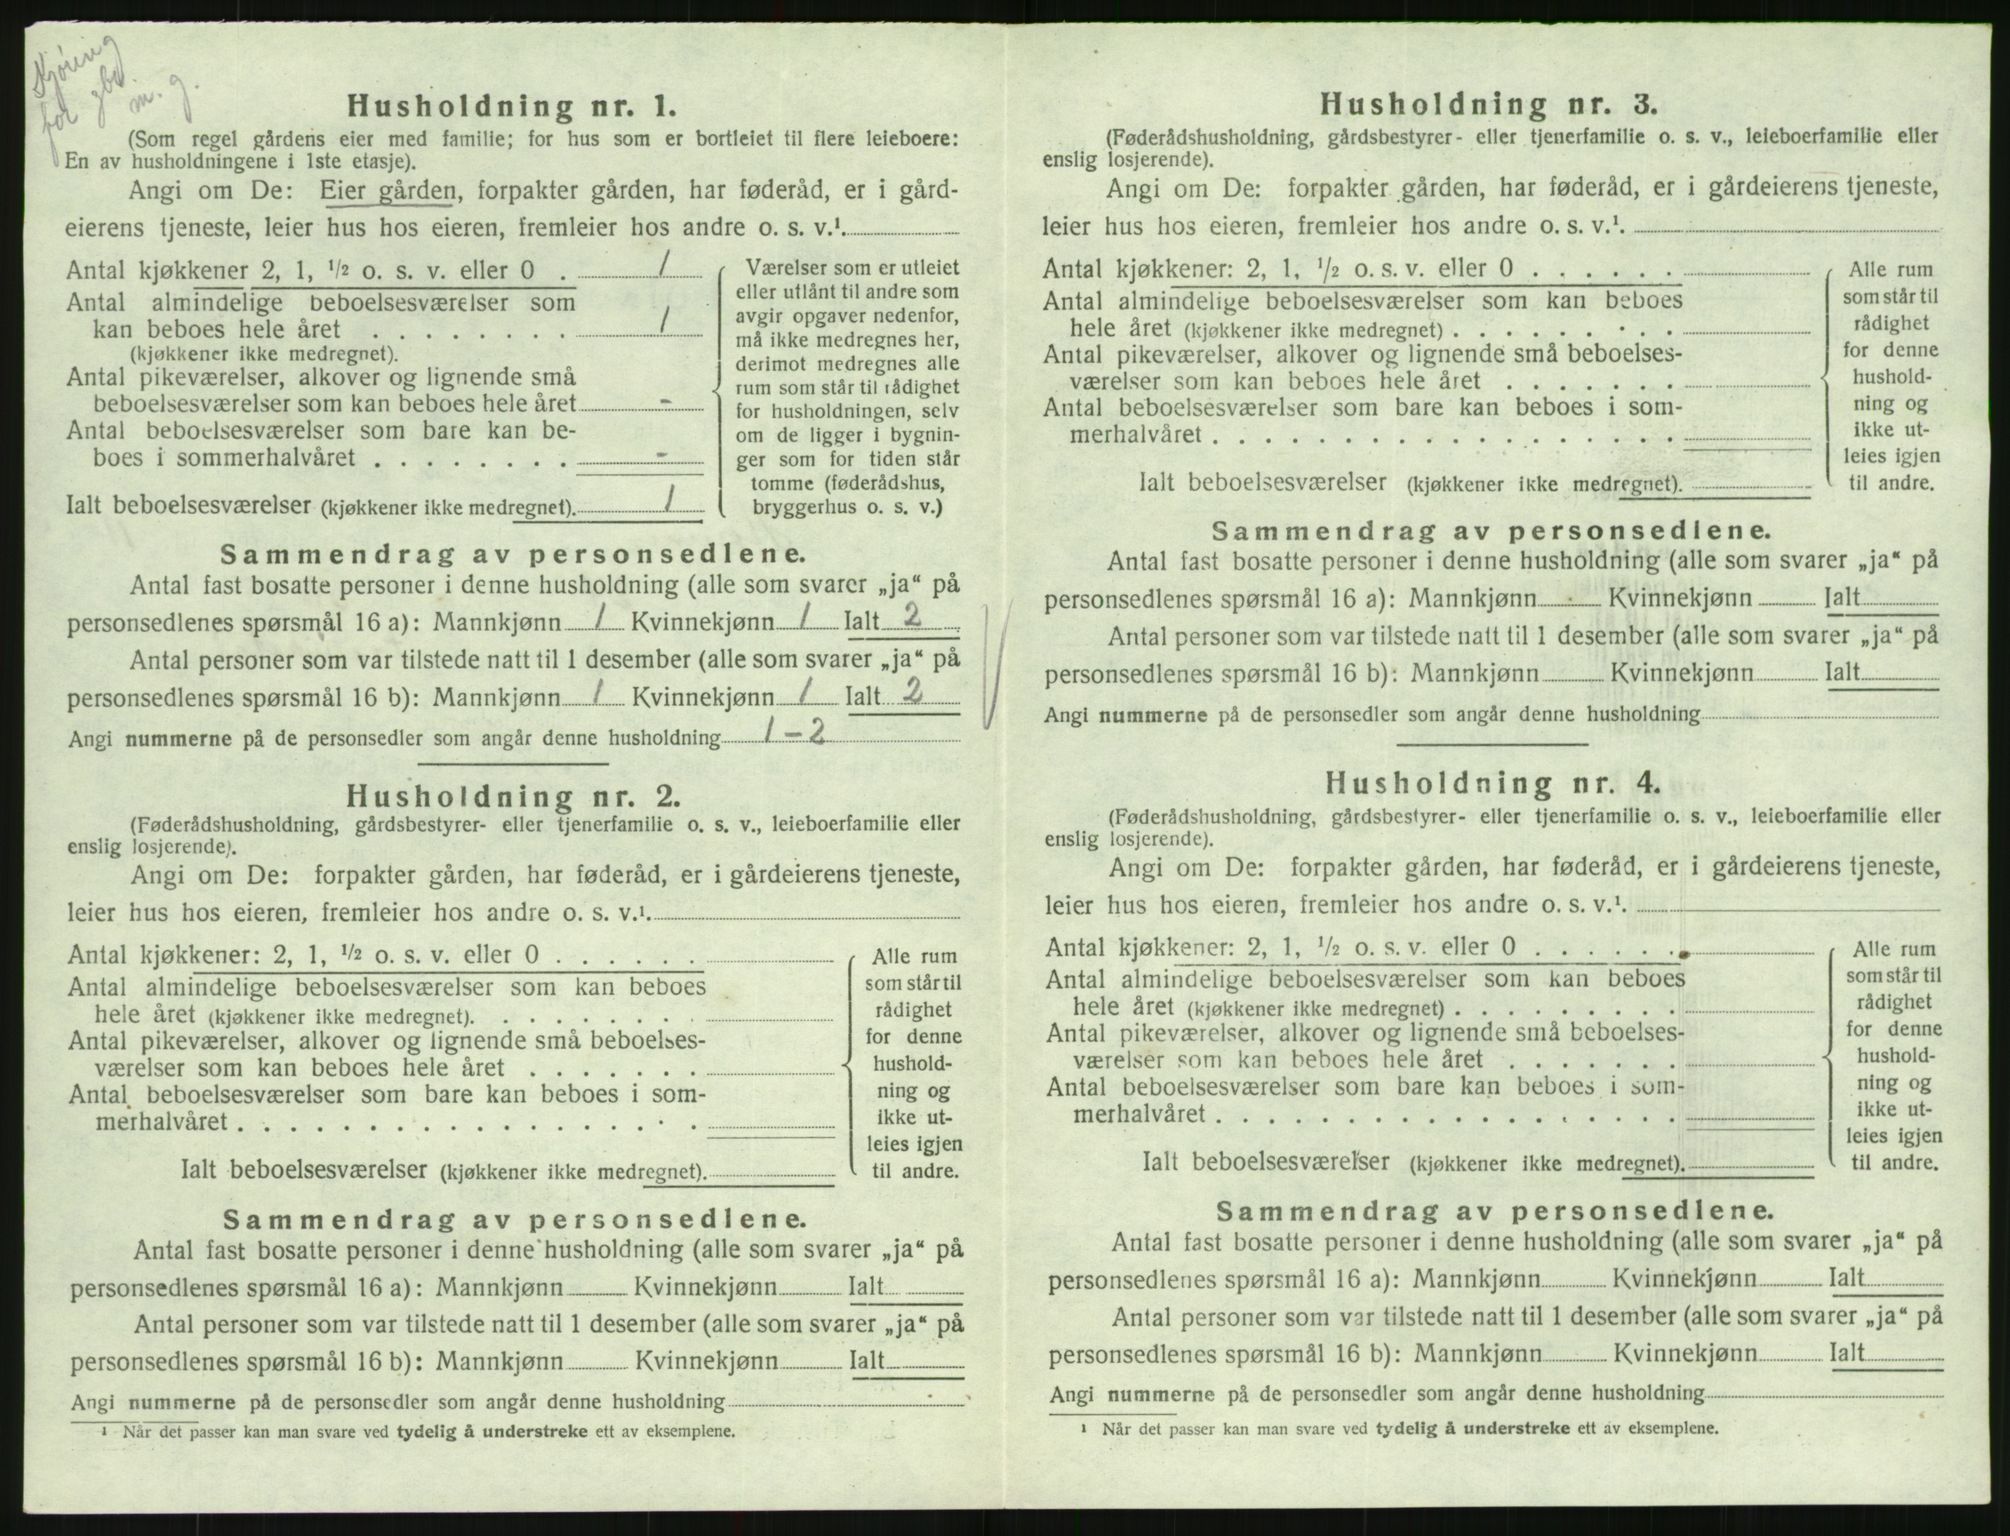 Kjøring
for gbr.
m. g.
Husholdning nr. 1.
(Som regel gårdens eier med familie; for hus som er bortleiet til flere leieboere:
En av husholdningene i 1ste etasje).
Angi om De: Eier gården, forpakter gården, har føderåd, er i gård-
eierens tjeneste, leier hus hos eieren, fremleier hos andre o. s. v.¹
Antal kjøkkener 2, 1, ½ o. s. v. eller 0 . 1
Antal almindelige beboelsesværelser som
kan beboes hele året . . . . . . . . 1
(kjøkkener ikke medregnet).
Antal pikeværelser, alkover og lignende små
beboelsesværelser som kan beboes hele året -
Antal beboelsesværelser som bare kan be-
boes i sommerhalvåret . . . . . . . . -
Ialt beboelsesværelser (kjøkkener ikke medregnet). 1
Værelser som er utleiet
eller utlånt til andre som
avgir opgaver nedenfor,
må ikke medregnes her,
derimot medregnes alle
rum som står til rådighet
for husholdningen, selv
om de ligger i bygnin-
ger som for tiden står
tomme (føderådshus,
bryggerhus o. s. v.)
Sammendrag av personsedlene.
Antal fast bosatte personer i denne husholdning (alle som svarer „ja“ på
personsedlenes spørsmål 16 a): Mannkjønn 1 Kvinnekjønn 1 Ialt 2
Antal personer som var tilstede natt til 1 desember (alle som svarer „ja“ på
personsedlenes spørsmål 16 b): Mannkjønn 1 Kvinnekjønn 1 Ialt 2
Angi nummerne på de personsedler som angår denne husholdning 1-2
Husholdning nr. 2.
(Føderådshusholdning, gårdsbestyrer- eller tjenerfamilie o. s. v., leieboerfamilie eller
enslig losjerende).
Angi om De: forpakter gården, har føderåd, er i gårdeierens tjeneste,
leier hus hos eieren, fremleier hos andre o. s. v.¹.
Antal kjøkkener: 2, 1, ½ o. s. v. eller 0 . . . . . .
Antal almindelige beboelsesværelser som kan beboes
hele året (kjøkkener ikke medregnet). . . . . . . . .
Antal pikeværelser, alkover og lignende små beboelses-
værelser som kan beboes hele året . . . . . . .
Antal beboelsesværelser som bare kan beboes i som-
merhalvåret . . . . . . . . . . . . . . . . . .
Ialt beboelsesværelser (kjøkkener ikke medregnet).
Alle rum
som står til
rådighet
for denne
hushold-
ning og
ikke ut-
leies igjen
til andre.
Sammendrag av personsedlene.
Antal fast bosatte personer i denne husholdning (alle som svarer „ja“ på
personsedlenes spørsmål 16 a): Mannkjønn Kvinnekjønn Ialt
Antal personer som var tilstede natt til 1 desember (alle som svarer „ja“ på
personsedlenes spørsmål 16 b): Mannkjønn Kvinnekjønn Ialt
Angi nummerne på de personsedler som angår denne husholdning
¹ Når det passer kan man svare ved tydelig å understreke ett av eksemplene.
Husholdning nr. 3.
(Føderådshusholdning, gårdsbestyrer- eller tjenerfamilie o. s. v., leieboerfamilie eller
enslig losjerende).
Angi om De: forpakter gården, har føderåd, er i gårdeierens tjeneste,
leier hus hos eieren, fremleier hos andre o. s. v.¹.
Antal kjøkkener: 2, 1, ½ o. s. v. eller 0 . . . . . .
Antal almindelige beboelsesværelser som kan beboes
hele året (kjøkkener ikke medregnet) . . . . . . . . .
Antal pikeværelser, alkover og lignende små beboelses-
værelser som kan beboes hele året . . . . . . .
Antal beboelsesværelser som bare kan beboes i som-
merhalvåret . . . . . . . . . . . . . . . . . .
Ialt beboelsesværelser (kjøkkener ikke medregnet).
Alle rum
som står til
rådighet
for denne
hushold-
ning og
ikke ut-
leies igjen
til andre.
Sammendrag av personsedlene.
Antal fast bosatte personer i denne husholdning (alle som svarer „ja“ på
personsedlenes spørsmål 16 a): Mannkjønn Kvinnekjønn Ialt
Antal personer som var tilstede natt til 1 desember (alle som svarer „ja“ på
personsedlenes spørsmål 16 b): Mannkjønn Kvinnekjønn Ialt
Angi nummerne på de personsedler som angår denne husholdning
Husholdning nr. 4.
(Føderådshusholdning, gårdsbestyrer- eller tjenerfamilie o. s. v., leieboerfamilie eller
enslig losjerende).
Angi om De: forpakter gården, har føderåd, er i gårdeierens tjeneste,
leier hus hos eieren, fremleier hos andre o. s. v.¹.
Antal kjøkkener: 2, 1, ½ o. s. v. eller 0 . . . . . .
Antal almindelige beboelsesværelser som kan beboes
hele året (kjøkkener ikke medregnet) . . . . . . . . .
Antal pikeværelser, alkover og lignende små beboelses-
værelser som kan beboes hele året . . . . . . .
Antal beboelsesværelser som bare kan beboes i som-
merhalvåret . . . . . . . . . . . . . . . . . .
Ialt beboelsesværelser (kjøkkener ikke medregnet).
Alle rum
som står til
rådighet
for denne
hushold-
ning og
ikke ut-
leies igjen
til andre.
Sammendrag av personsedlene.
Antal fast bosatte personer i denne husholdning (alle som svarer „ja“ på
personsedlenes spørsmål 16 a): Mannkjønn Kvinnekjønn Ialt
Antal personer som var tilstede natt til 1 desember (alle som svarer „ja“ på
personsedlenes spørsmål 16 b): Mannkjønn Kvinnekjønn Ialt
Angi nummerne på de personsedler som angår denne husholdning
¹ Når det passer kan man svare ved tydelig å understreke ett av eksemplene.